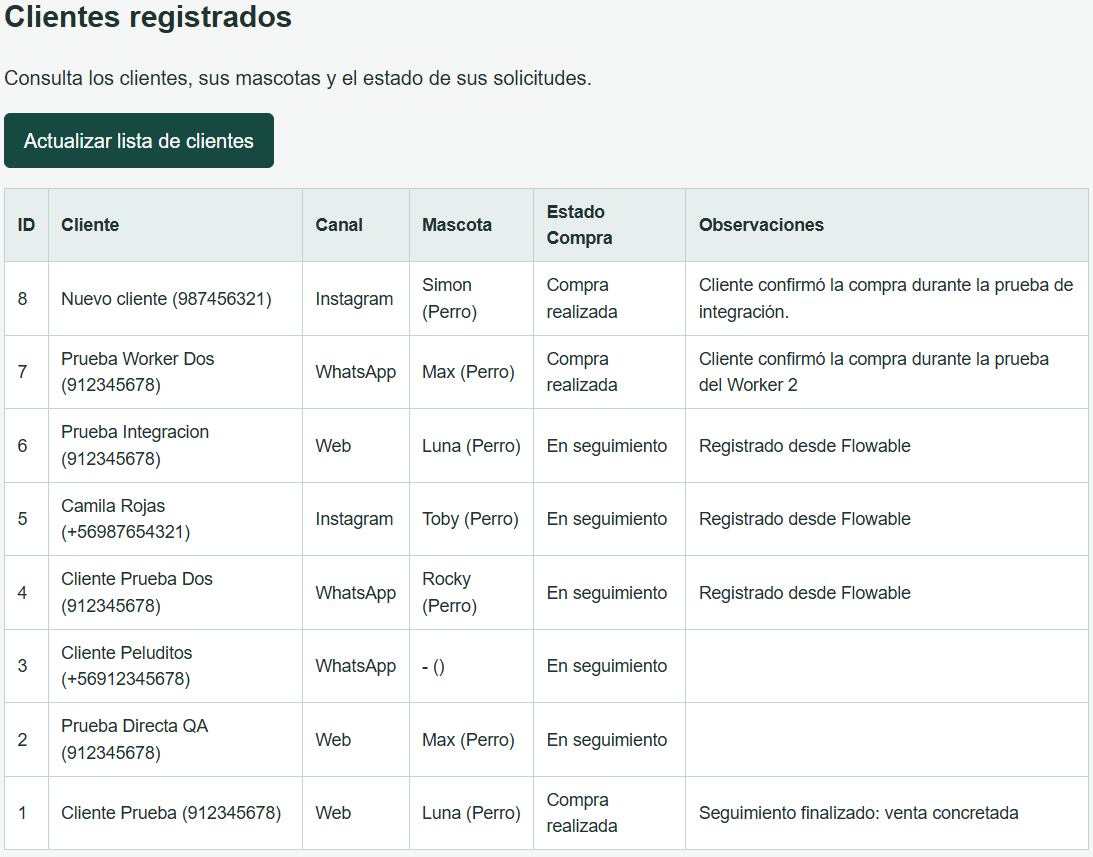 Clientes registrados
Consulta los clientes, sus mascotas y el estado de sus solicitudes.
Actualizar lista de clientes
ID Cliente Canal Mascota Estado Compra Observaciones
8 Nuevo cliente (987456321) Instagram Simon (Perro) Compra realizada Cliente confirmó la compra durante la prueba de integración.
7 Prueba Worker Dos (912345678) WhatsApp Max (Perro) Compra realizada Cliente confirmó la compra durante la prueba del Worker 2
6 Prueba Integracion (912345678) Web Luna (Perro) En seguimiento Registrado desde Flowable
5 Camila Rojas (+56987654321) Instagram Toby (Perro) En seguimiento Registrado desde Flowable
4 Cliente Prueba Dos (912345678) WhatsApp Rocky (Perro) En seguimiento Registrado desde Flowable
3 Cliente Peluditos (+56912345678) WhatsApp - () En seguimiento
2 Prueba Directa QA (912345678) Web Max (Perro) En seguimiento
1 Cliente Prueba (912345678) Web Luna (Perro) Compra realizada Seguimiento finalizado: venta concretada